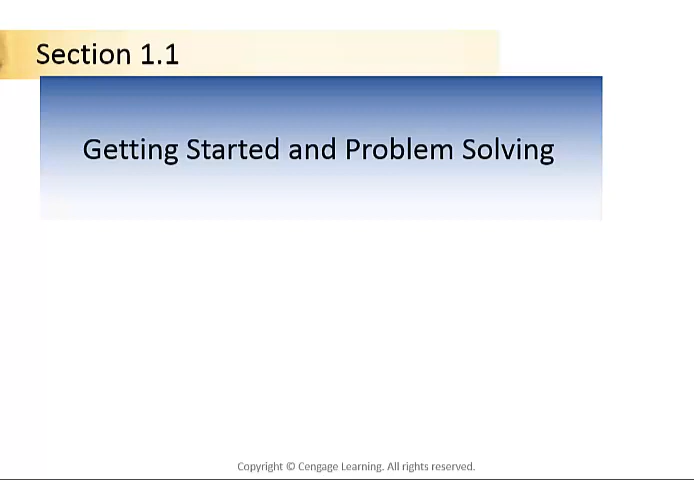 Section 1.1
Getting Started and Problem Solving
Copyright © Cengage Learning. All rights reserved.